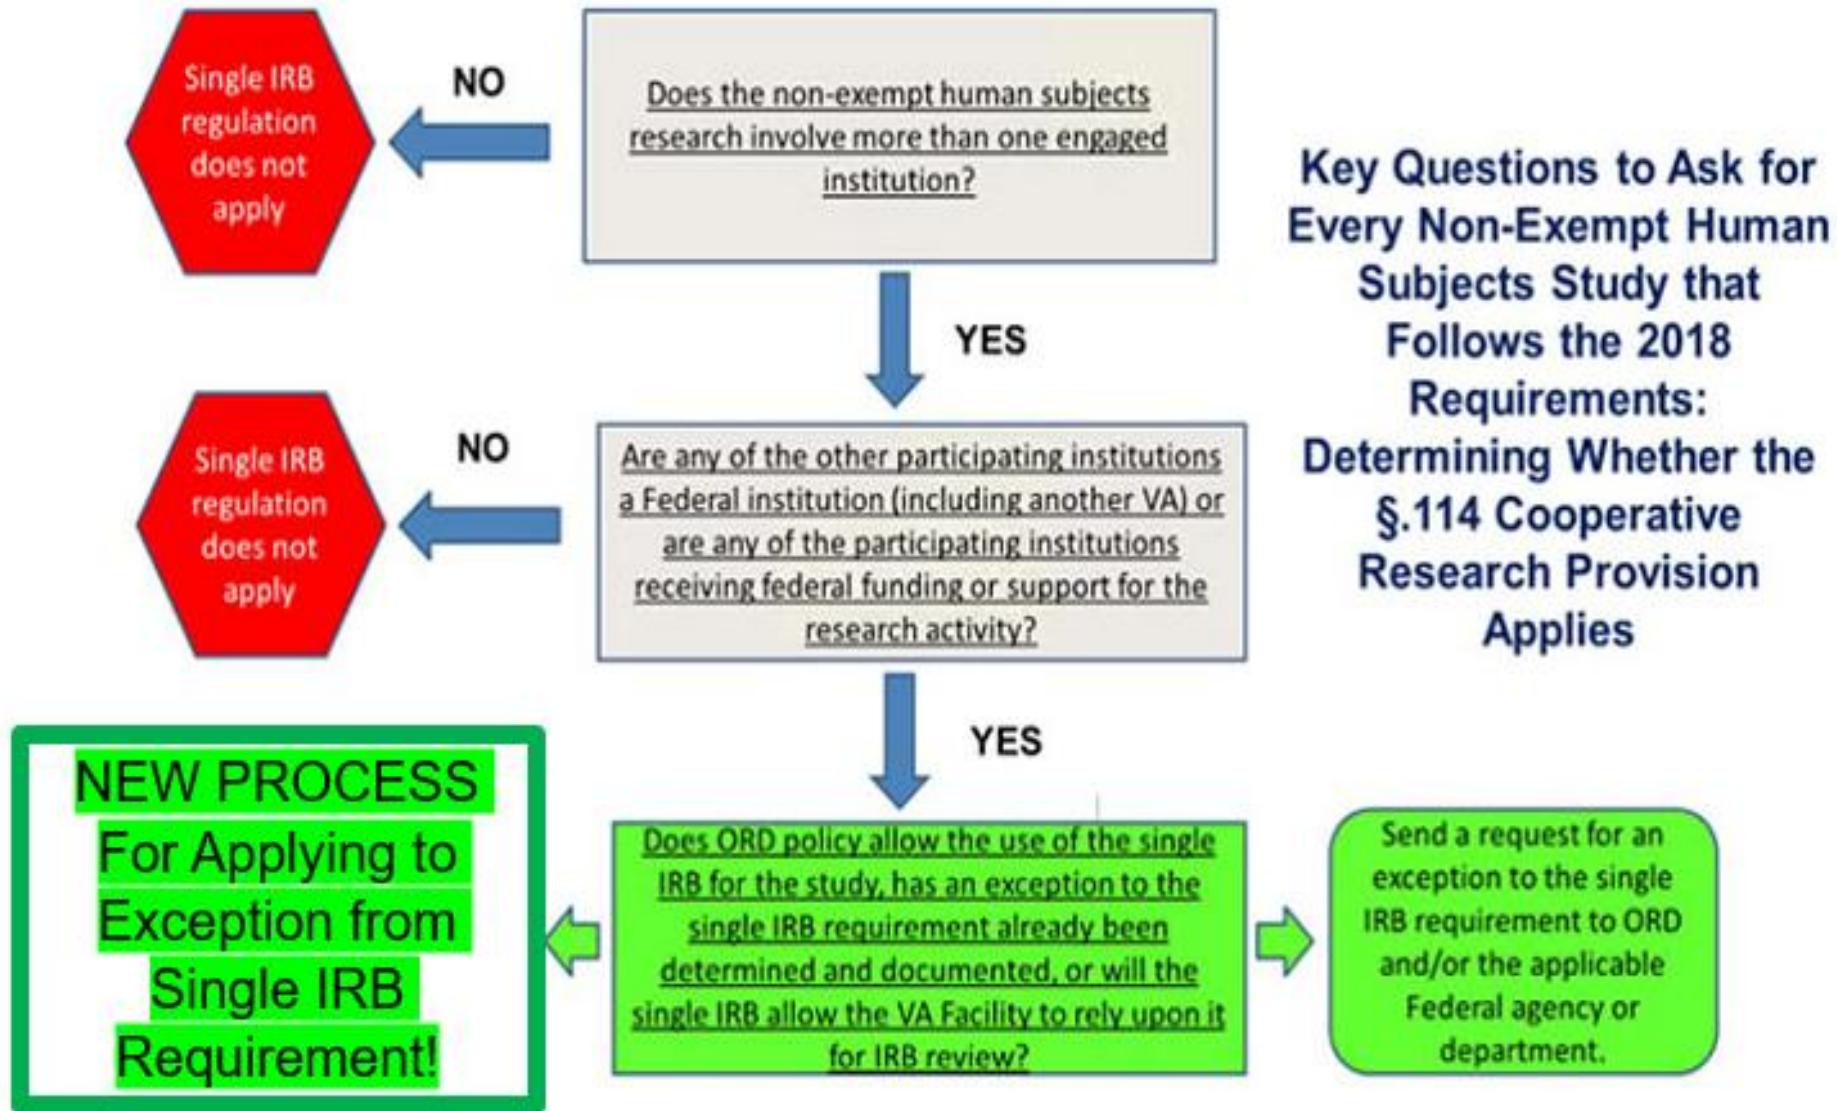 Single IRB
regulation
does not
apply
NO
Does the non-exempt human subjects
research involve more than one engaged
institution?
Key Questions to Ask for
Every Non-Exempt Human
Subjects Study that
Follows the 2018
Requirements:
Determining Whether the
§.114 Cooperative
Research Provision
Applies
YES
Single IRB
regulation
does not
apply
NO
Are any of the other participating institutions
a Federal institution (including another VA) or
are any of the participating institutions
receiving federal funding or support for the
research activity?
YES
NEW PROCESS
For Applying to
Exception from
Single IRB
Requirement!
Does ORD policy allow the use of the single
IRB for the study, has an exception to the
single IRB requirement already been
determined and documented, or will the
single IRB allow the VA Facility to rely upon it
for IRB review?
Send a request for an
exception to the single
IRB requirement to ORD
and/or the applicable
Federal agency or
department.